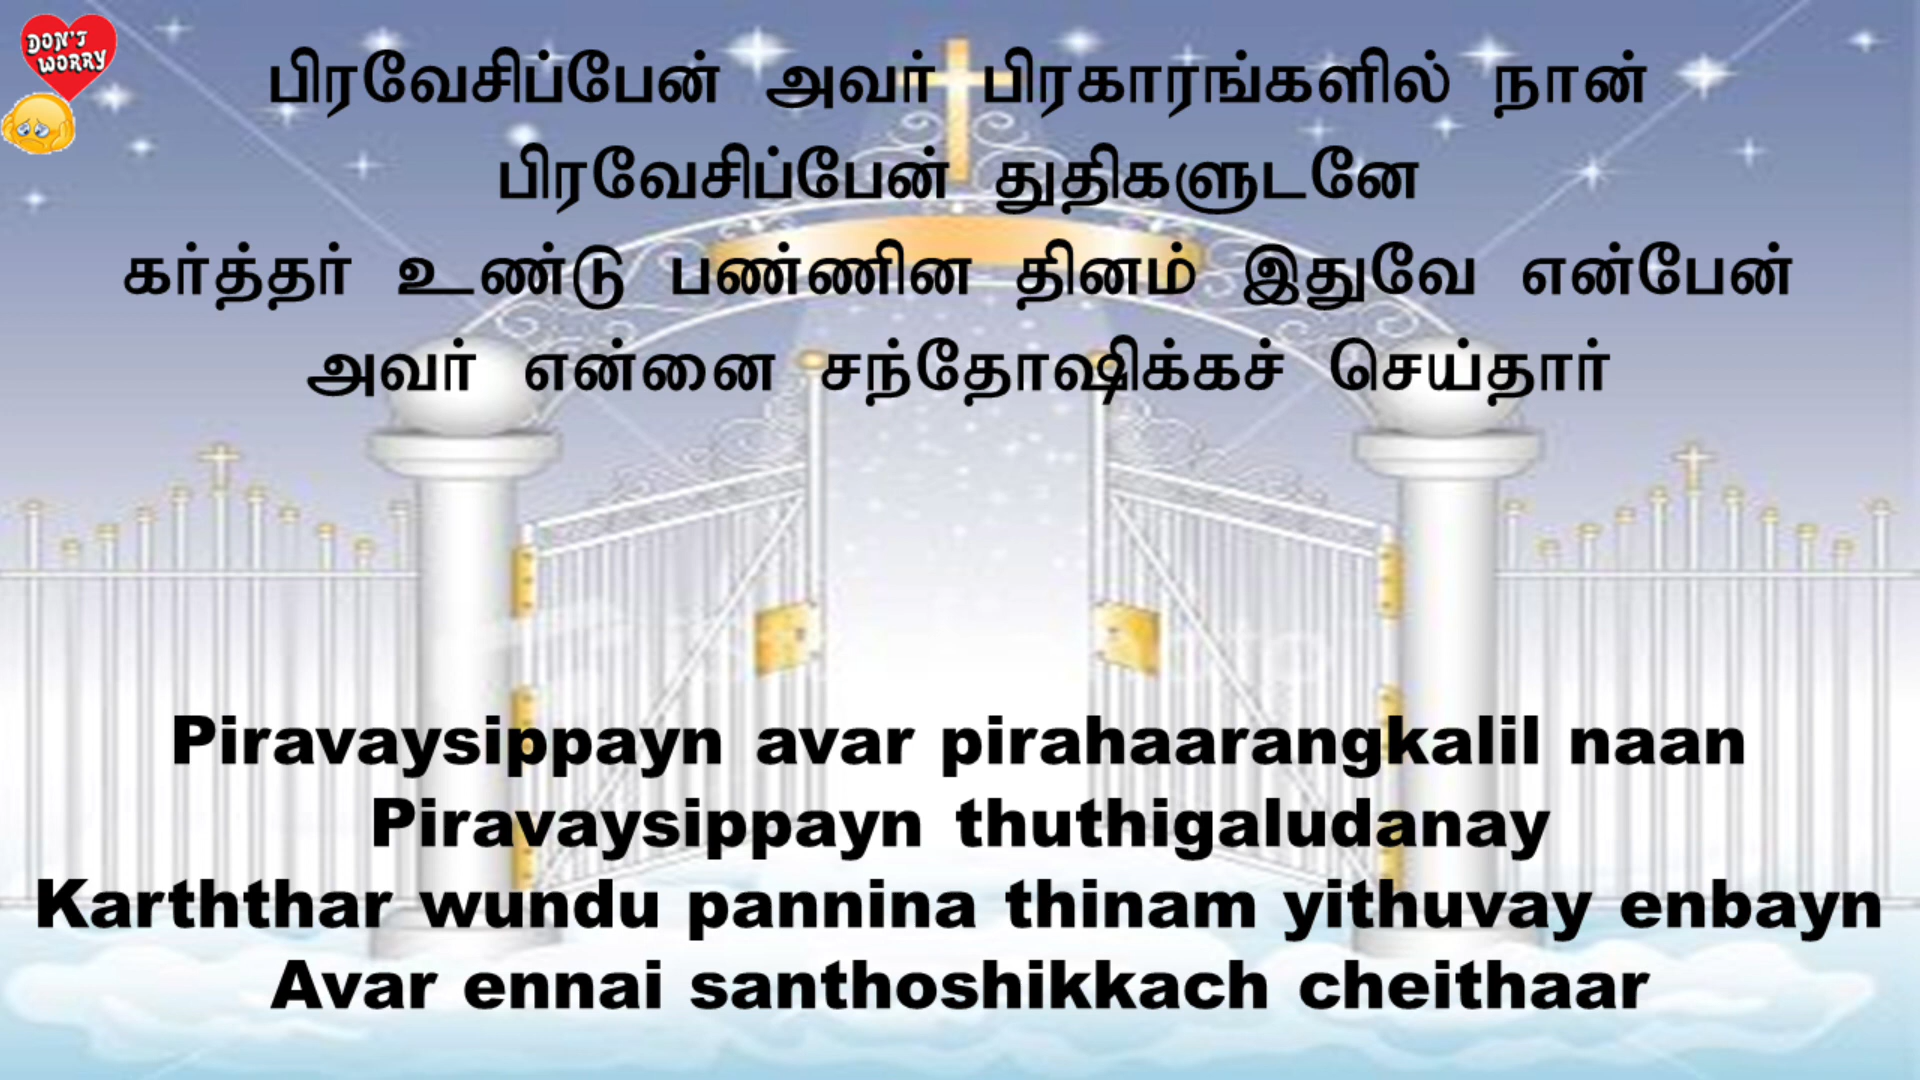 DON'T
WORRY
பிரவேசிப்பேன் அவர் பிரகாரங்களில் நான்
பிரவேசிப்பேன் துதிகளுடனே
கர்த்தர் உண்டு பண்ணின தினம் இதுவே என்பேன்
அவர் என்னை சந்தோஷிக்கச் செய்தார்
Piravaysippayn avar pirahaarangkalil naan
Piravaysippayn thuthigaludanay
Karththar wundu pannina thinam yithuvay enbayn
Avar ennai santhoshikkach cheithaar